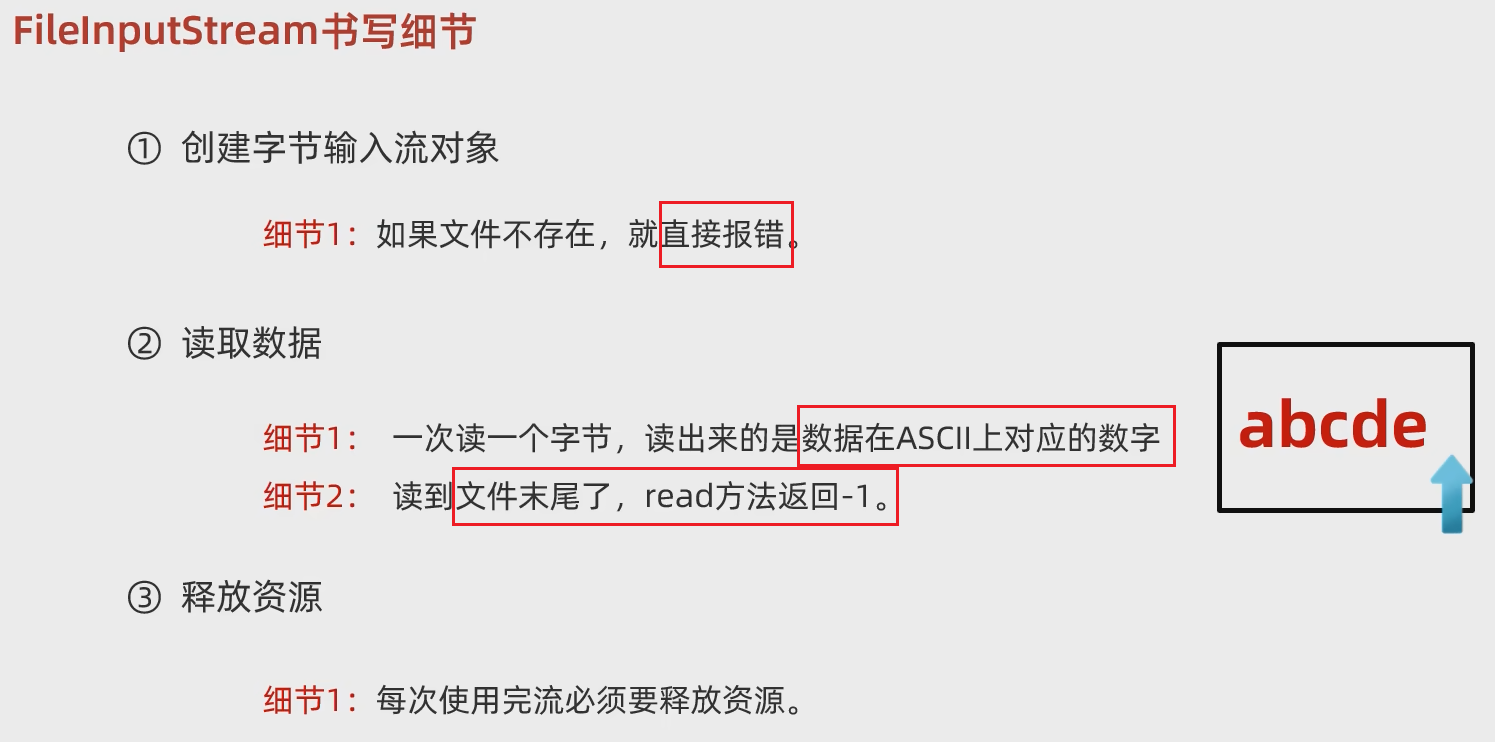 FileInputStream书写细节
① 创建字节输入流对象
细节1：如果文件不存在，就直接报错。
② 读取数据
细节1： 一次读一个字节，读出来的是数据在ASCII上对应的数字
细节2： 读到文件末尾了，read方法返回-1。
abcde
③ 释放资源
细节1：每次使用完流必须要释放资源。